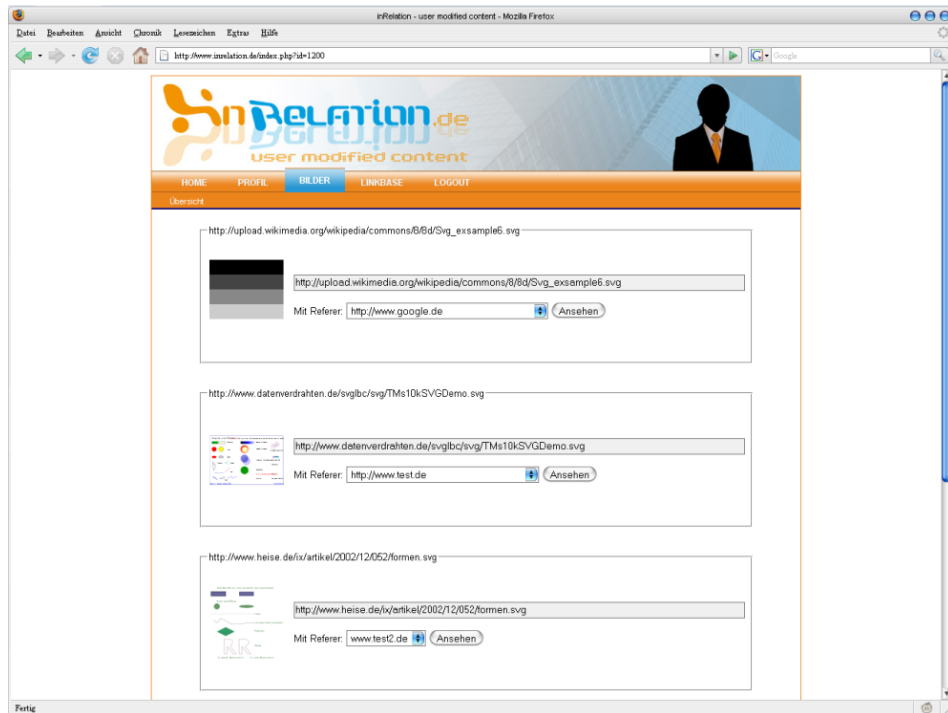 inRelation - user modified content - Mozilla Firefox
Datei Bearbeiten Ansicht Chronik Lesezeichen Extras Hilfe
http://www.inrelation.de/index.php?id=1200
Google
inRelation.de
user modified content
HOME PROFIL BILDER LINKBASE LOGOUT
Übersicht
http://upload.wikimedia.org/wikipedia/commons/8/8d/Svg_exsample6.svg
http://upload.wikimedia.org/wikipedia/commons/8/8d/Svg_exsample6.svg
Mit Referer: http://www.google.de Ansehen
http://www.datenverdrahten.de/svglbc/svg/TMs10kSVGDemo.svg
http://www.datenverdrahten.de/svglbc/svg/TMs10kSVGDemo.svg
Mit Referer: http://www.test.de Ansehen
http://www.heise.de/ix/artikel/2002/12/052/formen.svg
http://www.heise.de/ix/artikel/2002/12/052/formen.svg
Mit Referer: www.test2.de Ansehen
RR
Fertig